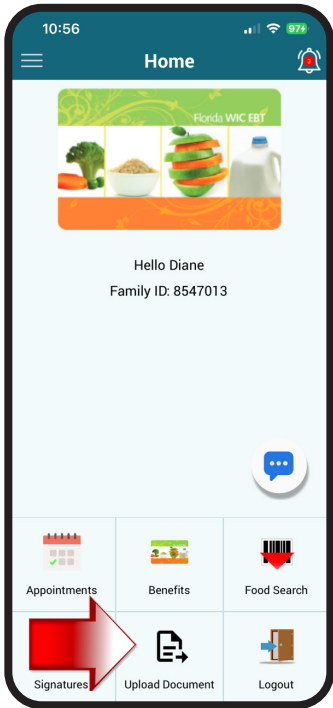 10:56
97
Home
3
Florida WIC EBT
Hello Diane
Family ID: 8547013
Appointments
Benefits
Food Search
Signatures
Upload Document
Logout